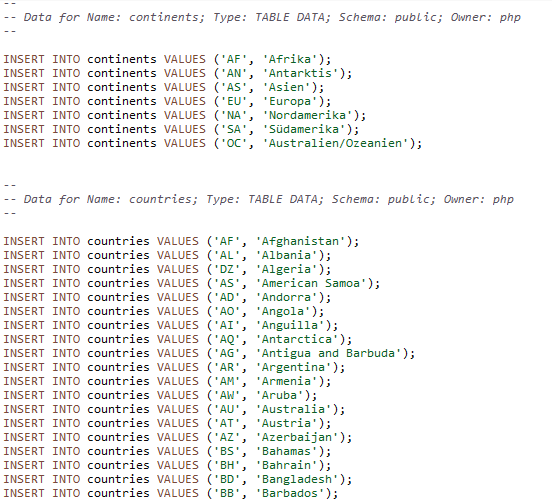 --
-- Data for Name: continents; Type: TABLE DATA; Schema: public; Owner: php
--
INSERT INTO continents VALUES ('AF', 'Afrika');
INSERT INTO continents VALUES ('AN', 'Antarktis');
INSERT INTO continents VALUES ('AS', 'Asien');
INSERT INTO continents VALUES ('EU', 'Europa');
INSERT INTO continents VALUES ('NA', 'Nordamerika');
INSERT INTO continents VALUES ('SA', 'Südamerika');
INSERT INTO continents VALUES ('OC', 'Australien/Ozeanien');
--
-- Data for Name: countries; Type: TABLE DATA; Schema: public; Owner: php
--
INSERT INTO countries VALUES ('AF', 'Afghanistan');
INSERT INTO countries VALUES ('AL', 'Albania');
INSERT INTO countries VALUES ('DZ', 'Algeria');
INSERT INTO countries VALUES ('AS', 'American Samoa');
INSERT INTO countries VALUES ('AD', 'Andorra');
INSERT INTO countries VALUES ('AO', 'Angola');
INSERT INTO countries VALUES ('AI', 'Anguilla');
INSERT INTO countries VALUES ('AQ', 'Antarctica');
INSERT INTO countries VALUES ('AG', 'Antigua and Barbuda');
INSERT INTO countries VALUES ('AR', 'Argentina');
INSERT INTO countries VALUES ('AM', 'Armenia');
INSERT INTO countries VALUES ('AW', 'Aruba');
INSERT INTO countries VALUES ('AU', 'Australia');
INSERT INTO countries VALUES ('AT', 'Austria');
INSERT INTO countries VALUES ('AZ', 'Azerbaijan');
INSERT INTO countries VALUES ('BS', 'Bahamas');
INSERT INTO countries VALUES ('BH', 'Bahrain');
INSERT INTO countries VALUES ('BD', 'Bangladesh');
INSERT INTO countries VALUES ('BB', 'Barbados');